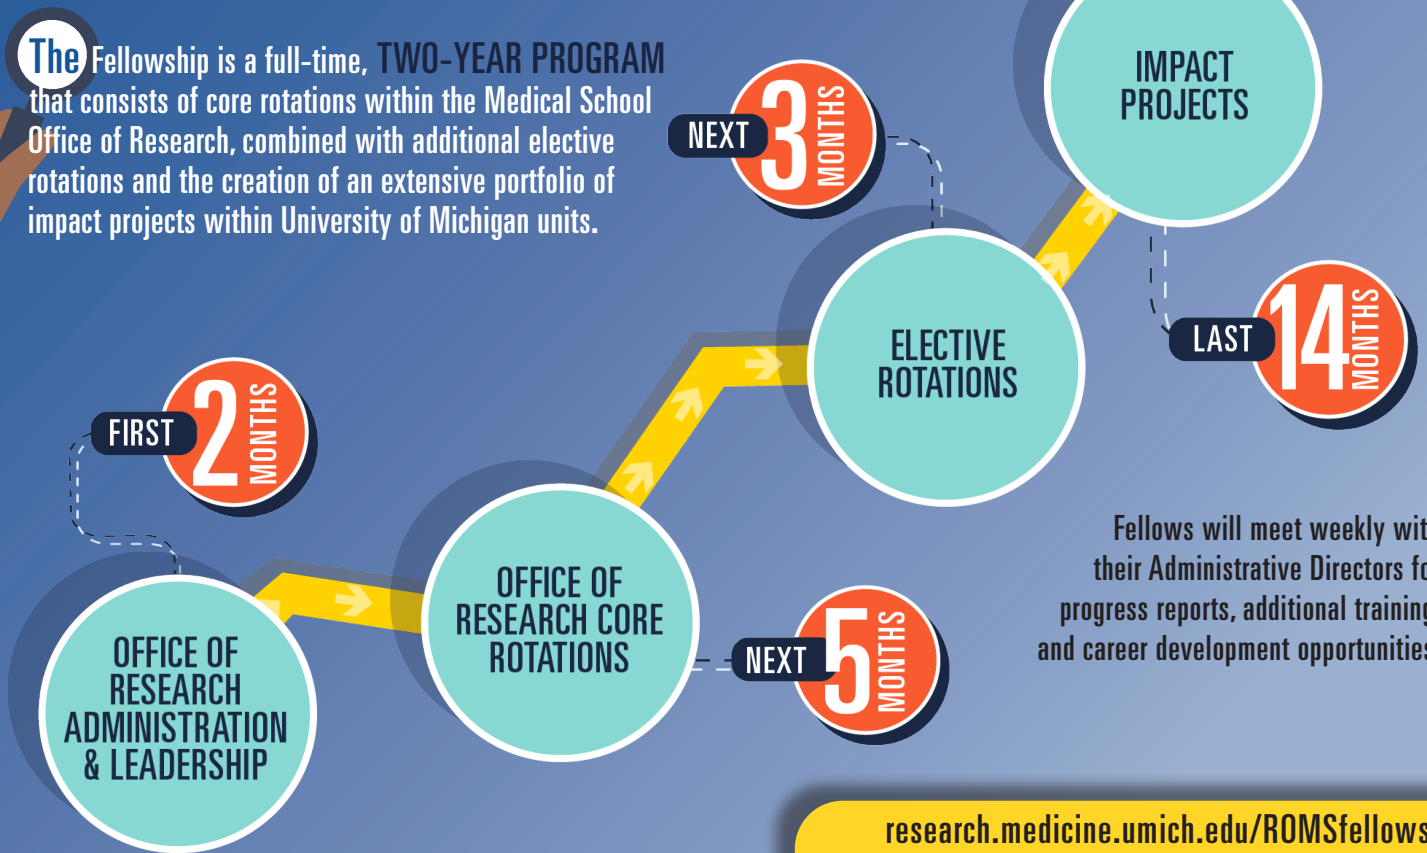 The Fellowship is a full-time, TWO-YEAR PROGRAM
that consists of core rotations within the Medical School
Office of Research, combined with additional elective
rotations and the creation of an extensive portfolio of
impact projects within University of Michigan units.
FIRST 2 MONTHS
OFFICE OF
RESEARCH
ADMINISTRATION
& LEADERSHIP
OFFICE OF
RESEARCH CORE
ROTATIONS
NEXT 5 MONTHS
NEXT 3 MONTHS
ELECTIVE
ROTATIONS
IMPACT
PROJECTS
LAST 14 MONTHS
Fellows will meet weekly
their Administrative Directors
progress reports, additional training
and career development opportunities
research.medicine.umich.edu/ROMSfellows